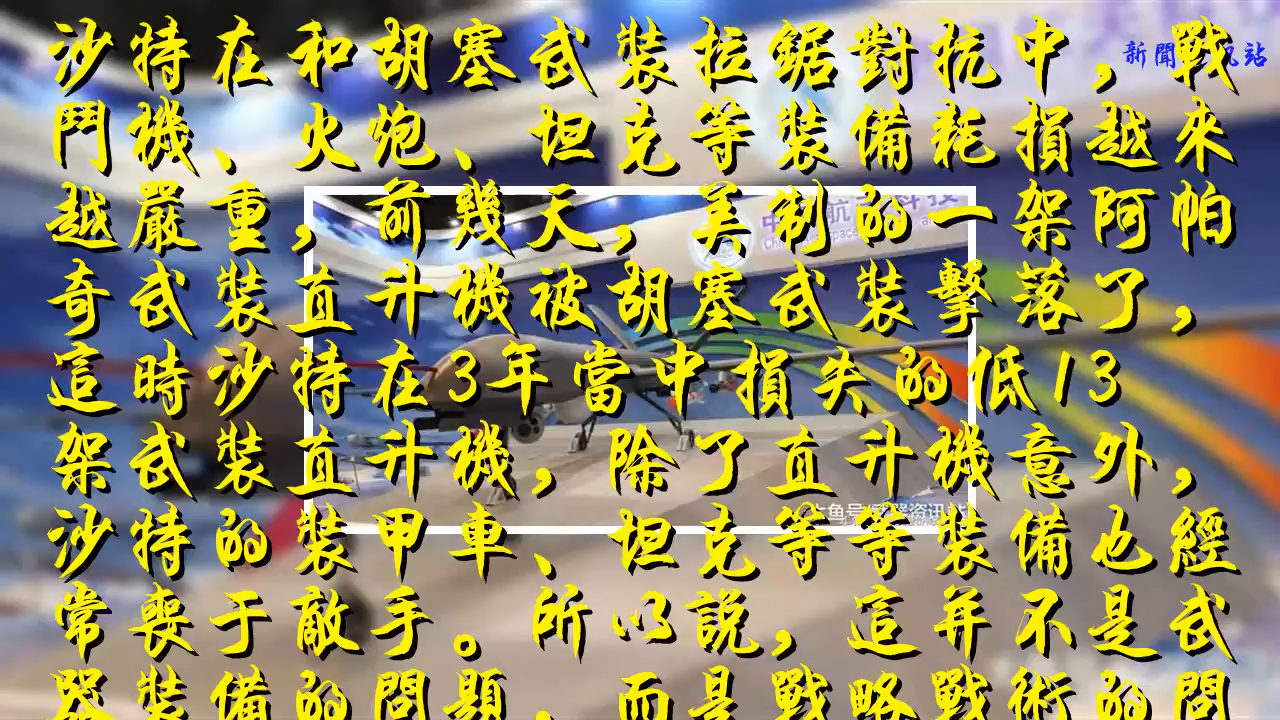 沙特在和胡塞武裝拉鋸對抗中，戰
鬥機、火炮、坦克等裝備耗損越來
越嚴重，前幾天，美制的一架阿帕
奇武裝直升機被胡塞武裝擊落了，
這時沙特在3年當中損失的低13
架武裝直升機，除了直升機意外，
沙特的裝甲車、坦克等等裝備也經
常喪于敵手。所以說，這并不是武
器裝備的問題，而是戰略戰術的問
新聞 站